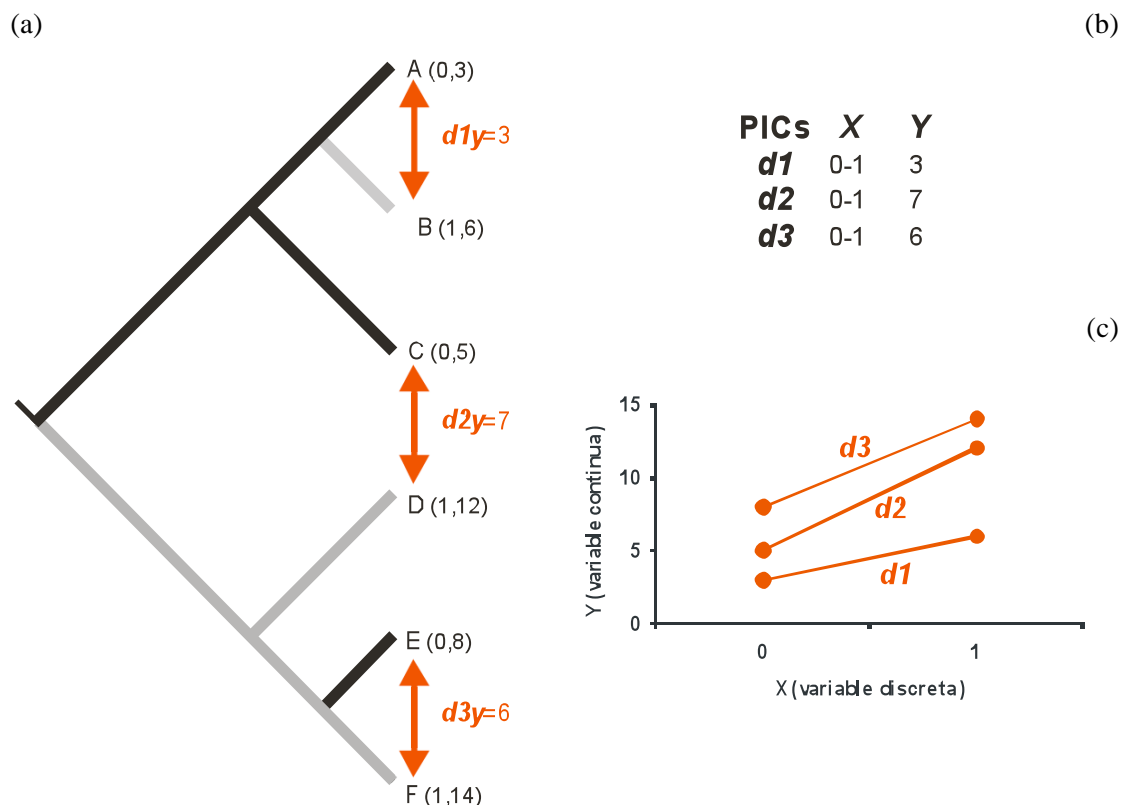 (a)
A (0,3)
d1y=3
B (1,6)
C (0,5)
d2y=7
D (1,12)
E (0,8)
d3y=6
F (1,14)
(b)
PICs X Y
d1 0-1 3
d2 0-1 7
d3 0-1 6
(c)
15
10
5
0
Y (variable continua)
d3
d2
d1
0 1
X (variable discreta)